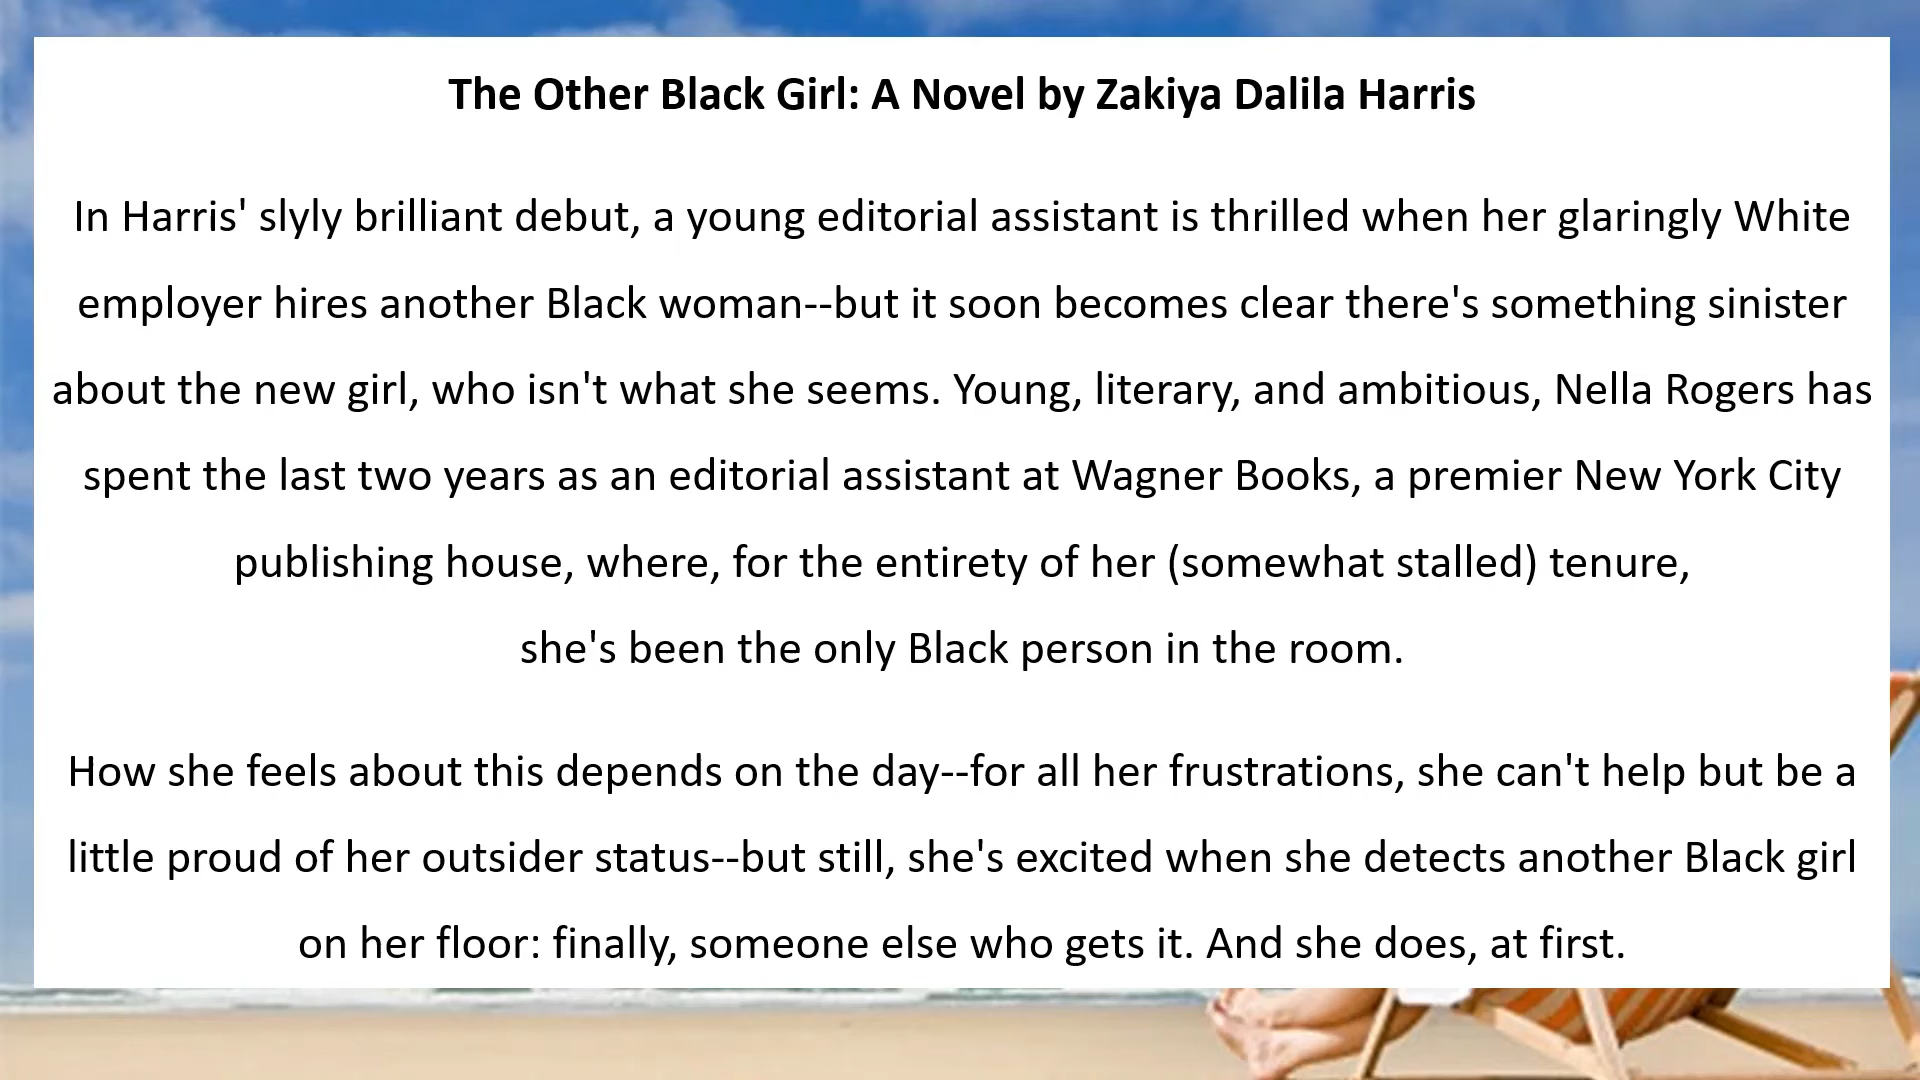 The Other Black Girl: A Novel by Zakiya Dalila Harris
In Harris' slyly brilliant debut, a young editorial assistant is thrilled when her glaringly White
employer hires another Black woman--but it soon becomes clear there's something sinister
about the new girl, who isn't what she seems. Young, literary, and ambitious, Nella Rogers has
spent the last two years as an editorial assistant at Wagner Books, a premier New York City
publishing house, where, for the entirety of her (somewhat stalled) tenure,
she's been the only Black person in the room.
How she feels about this depends on the day--for all her frustrations, she can't help but be a
little proud of her outsider status--but still, she's excited when she detects another Black girl
on her floor: finally, someone else who gets it. And she does, at first.